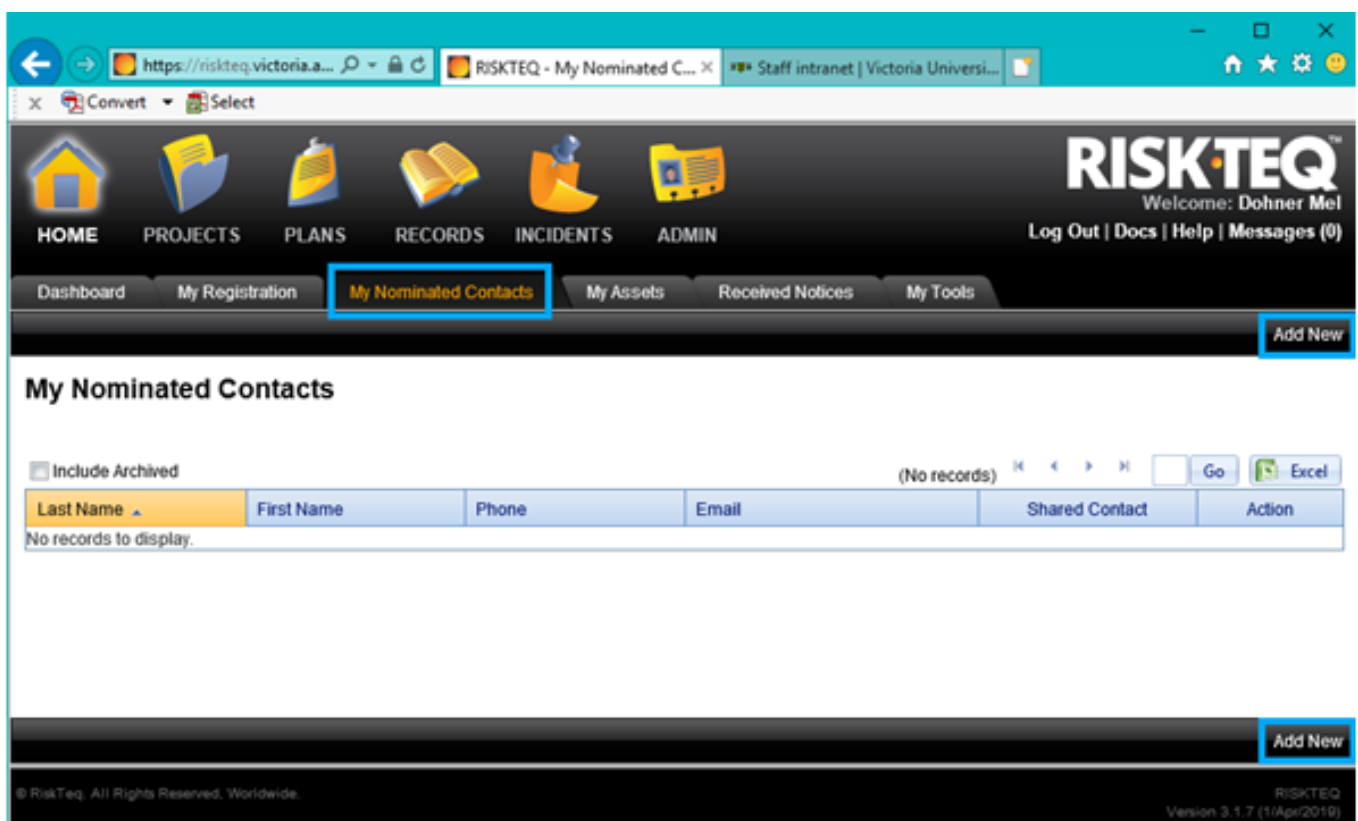 https://riskteq.victoria.a... RISKTEQ - My Nominated C... Staff intranet | Victoria Universi...
x Convert Select
RISKTEQ™
Welcome: Dohner Mel
HOME PROJECTS PLANS RECORDS INCIDENTS ADMIN Log Out | Docs | Help | Messages (0)
Dashboard My Registration My Nominated Contacts My Assets Received Notices My Tools
Add New
My Nominated Contacts
Include Archived (No records) Go Excel
Last Name First Name Phone Email Shared Contact Action
No records to display.
Add New
© RiskTeq. All Rights Reserved. Worldwide. RISKTEQ
Version 3.1.7 (1/Apr/2019)